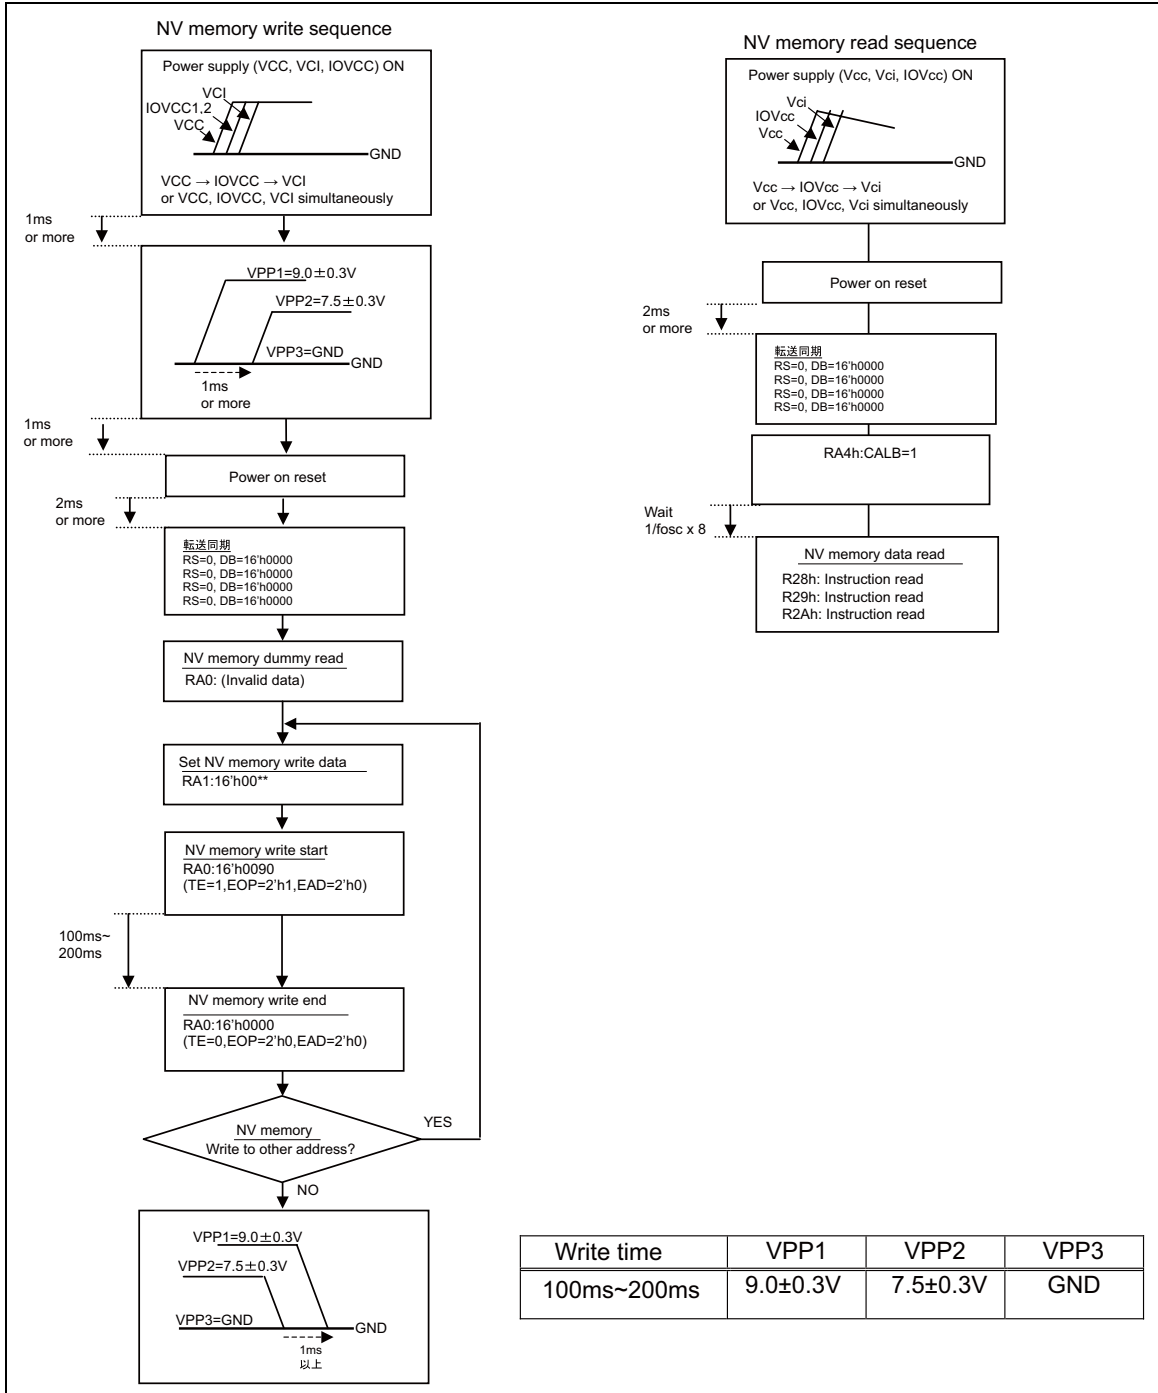 NV memory write sequence
Power supply (VCC, VCI, IOVCC) ON
VCI
IOVCC1,2
VCC
GND
VCC → IOVCC → VCI
or VCC, IOVCC, VCI simultaneously
1ms
or more
VPP1=9.0±0.3V
VPP2=7.5±0.3V
VPP3=GND
GND
1ms
or more
1ms
or more
Power on reset
2ms
or more
転送同期
RS=0, DB=16'h0000
RS=0, DB=16'h0000
RS=0, DB=16'h0000
RS=0, DB=16'h0000
NV memory dummy read
RA0: (Invalid data)
Set NV memory write data
RA1:16'h00**
NV memory write start
RA0:16'h0090
(TE=1,EOP=2'h1,EAD=2'h0)
100ms~
200ms
NV memory write end
RA0:16'h0000
(TE=0,EOP=2'h0,EAD=2'h0)
NV memory
Write to other address?
YES
NO
VPP1=9.0±0.3V
VPP2=7.5±0.3V
VPP3=GND
GND
1ms
以上
NV memory read sequence
Power supply (Vcc, Vci, IOVcc) ON
Vci
IOVcc
Vcc
GND
Vcc → IOVcc → Vci
or Vcc, IOVcc, Vci simultaneously
Power on reset
2ms
or more
転送同期
RS=0, DB=16'h0000
RS=0, DB=16'h0000
RS=0, DB=16'h0000
RS=0, DB=16'h0000
RA4h:CALB=1
Wait
1/fosc x 8
NV memory data read
R28h: Instruction read
R29h: Instruction read
R2Ah: Instruction read
Write time VPP1 VPP2 VPP3
100ms~200ms 9.0±0.3V 7.5±0.3V GND